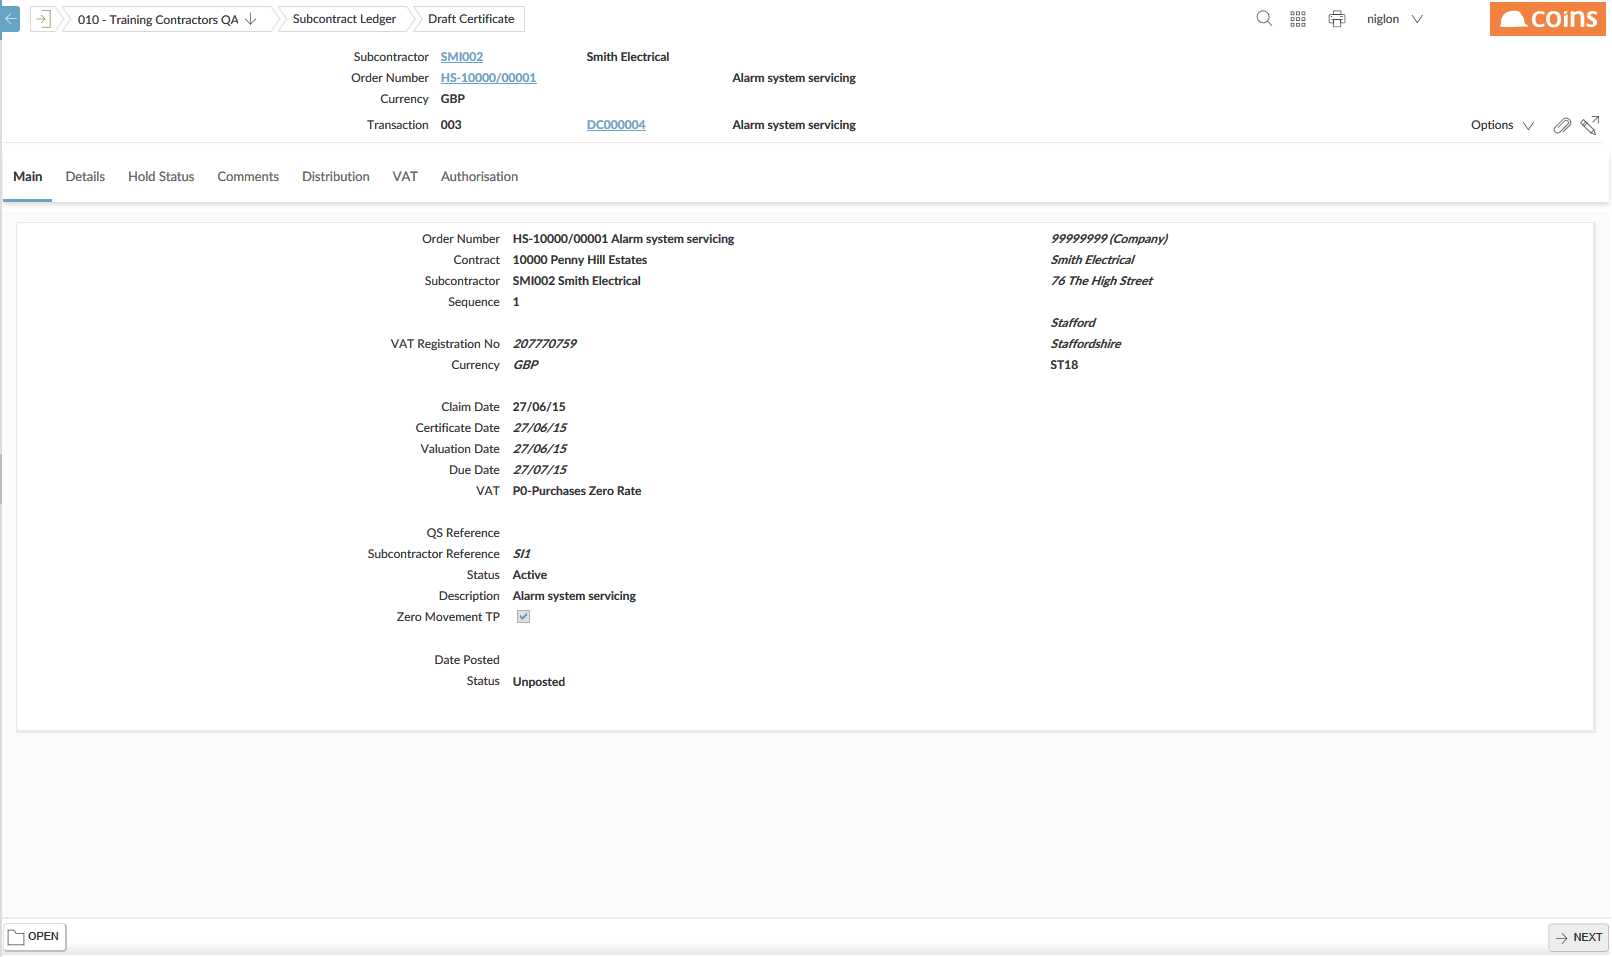 010 - Training Contractors QA Subcontract Ledger Draft Certificate niglon coins
Subcontractor SMI002 Smith Electrical
Order Number HS-10000/00001 Alarm system servicing
Currency GBP
Transaction 003 DC000004 Alarm system servicing Options
Main Details Hold Status Comments Distribution VAT Authorisation
Order Number HS-10000/00001 Alarm system servicing 99999999 (Company)
Contract 10000 Penny Hill Estates Smith Electrical
Subcontractor SMI002 Smith Electrical 76 The High Street
Sequence 1
Stafford
VAT Registration No 207770759 Staffordshire
Currency GBP ST18
Claim Date 27/06/15
Certificate Date 27/06/15
Valuation Date 27/06/15
Due Date 27/07/15
VAT P0-Purchases Zero Rate
QS Reference
Subcontractor Reference SI1
Status Active
Description Alarm system servicing
Zero Movement TP
Date Posted
Status Unposted
OPEN NEXT